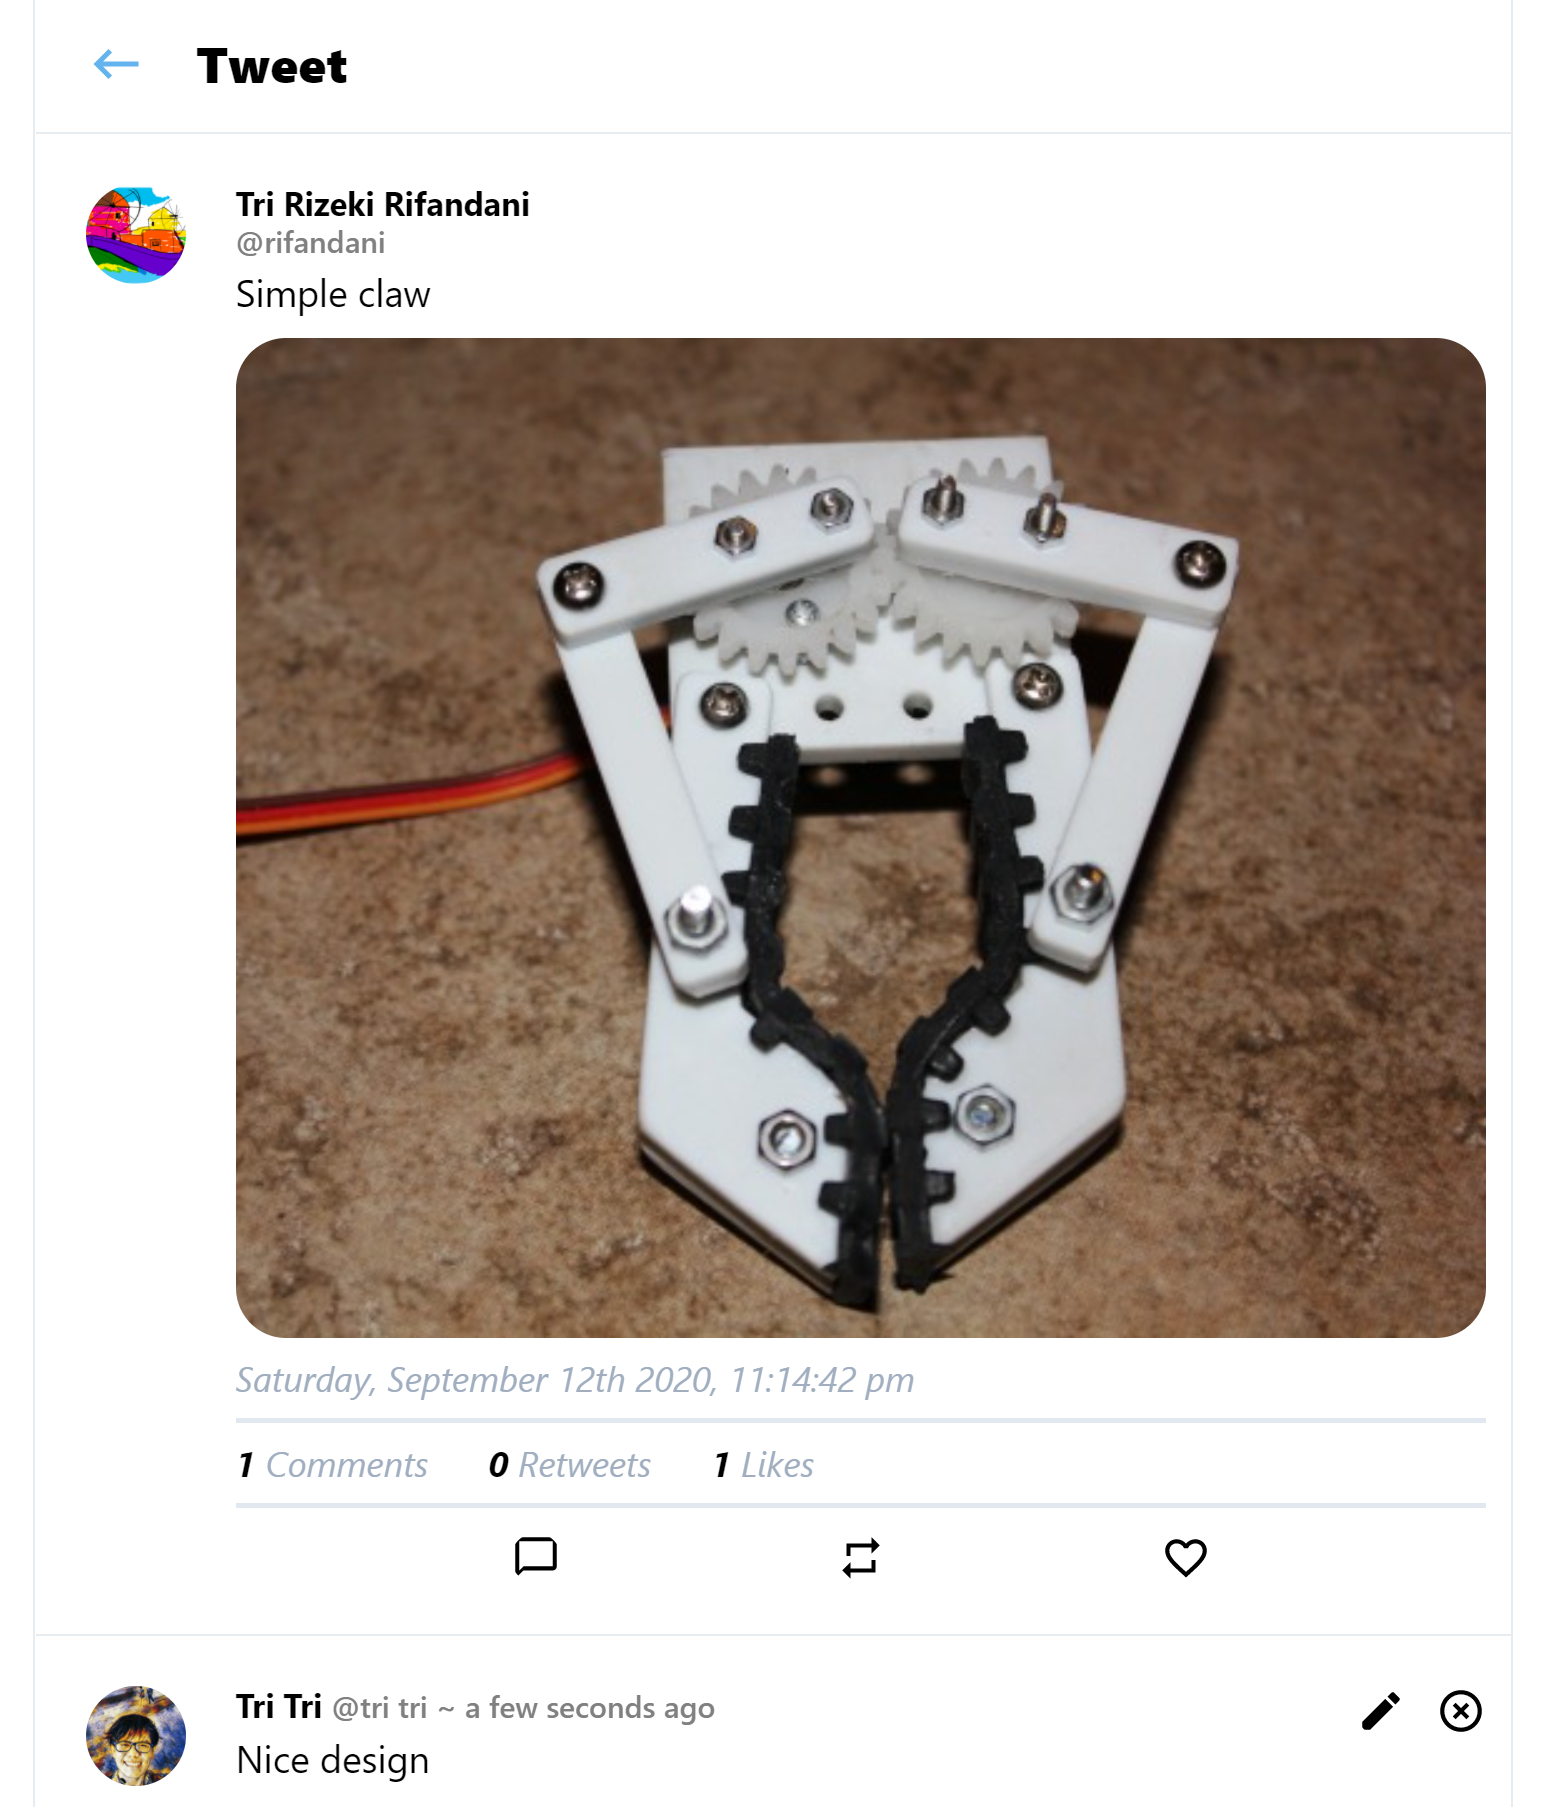 Tweet
Tri Rizeki Rifandani
@rifandani
Simple claw
Saturday, September 12th 2020, 11:14:42 pm
1 Comments 0 Retweets 1 Likes
Tri Tri @tri tri ~ a few seconds ago
Nice design